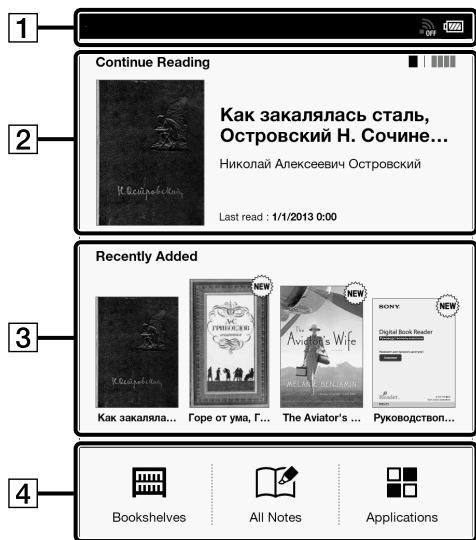 1
OFF
2
Continue Reading
Н. Островский
Как закалялась сталь,
Островский Н. Сочине...
Николай Алексеевич Островский
Last read : 1/1/2013 0:00
3
Recently Added
NEW
NEW
NEW
А·С
ГРИБОЕДОВ
The
Aviator's Wife
MELANIE BENJAMIN
SONY
Digital Book Reader
Reader
Как закаляла...
Горе от ума, Г...
The Aviator's ...
Руководствоп...
4
Bookshelves
All Notes
Applications